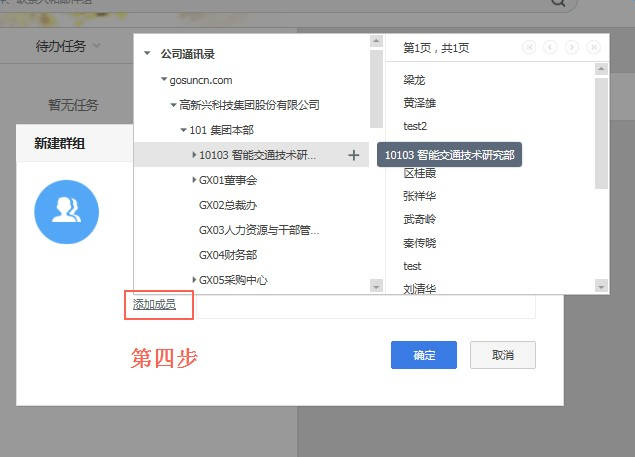 待办任务
暂无任务
新建群组
公司通讯录
gosuncn.com
高新兴科技集团股份有限公司
101 集团本部
10103 智能交通技术研...
GX01董事会
GX02总裁办
GX03人力资源与干部管...
GX04财务部
GX05采购中心
第1页，共1页
梁龙
黄泽雄
test2
10103 智能交通技术研究部
区桂霞
张祥华
武奇岭
秦传晓
test
刘清华
添加成员
第四步
确定
取消